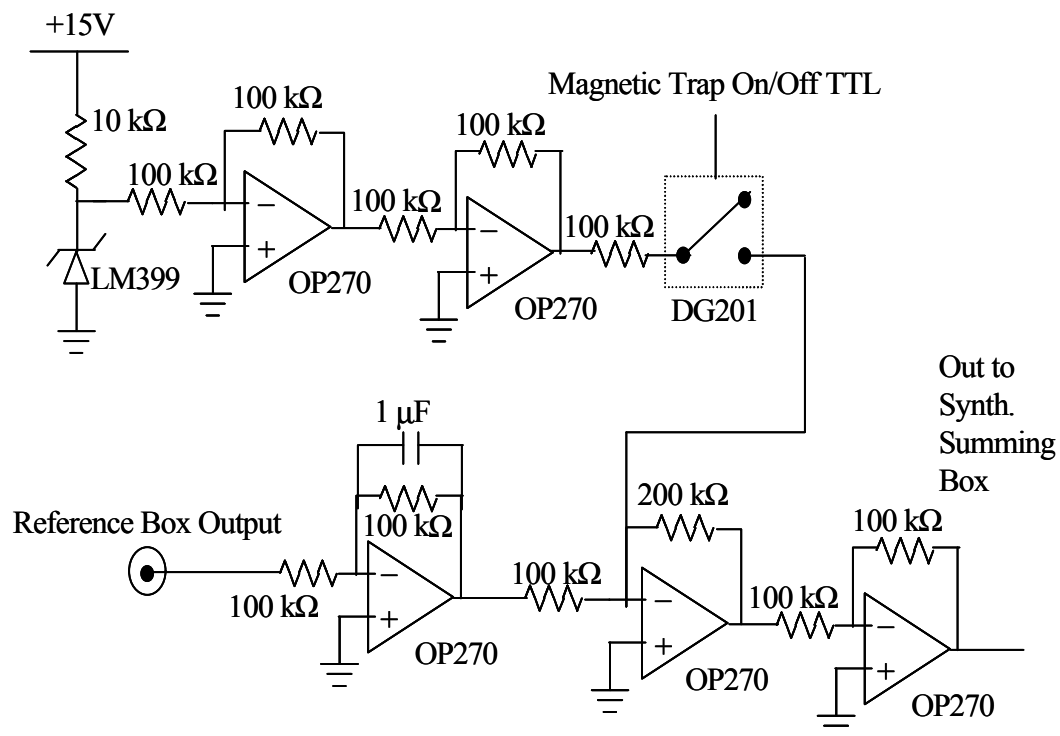 +15V
Magnetic Trap On/Off TTL
100 kΩ
10 kΩ
100 kΩ
100 kΩ
100 kΩ
100 kΩ
LM399
OP270
OP270
DG201
Out to
Synth.
Summing
Box
1 μF
200 kΩ
Reference Box Output
100 kΩ
100 kΩ
100 kΩ
100 kΩ
100 kΩ
OP270
OP270
OP270
− + − + − + − + − +